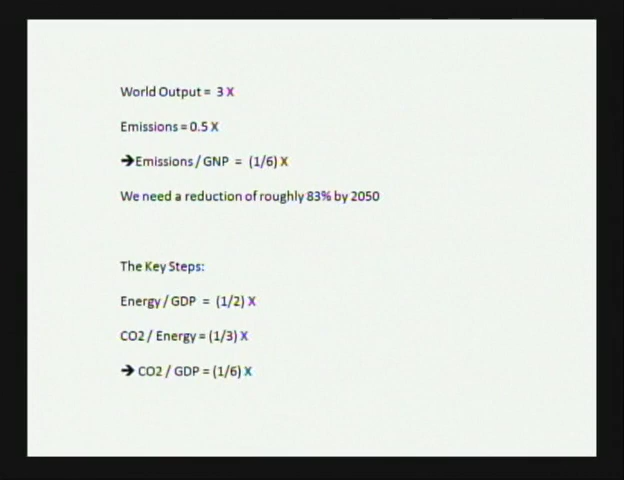 World Output = 3 X
Emissions = 0.5 X
➔Emissions / GNP = (1/6) X
We need a reduction of roughly 83% by 2050
The Key Steps:
Energy / GDP = (1/2) X
CO2 / Energy = (1/3) X
➔ CO2 / GDP = (1/6) X